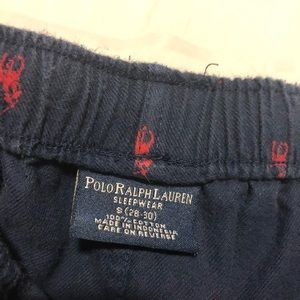 POLO RALPH LAUREN
SLEEPWEAR
S (28-30)
100% COTTON
MADE IN INDONESIA
CARE ON REVERSE